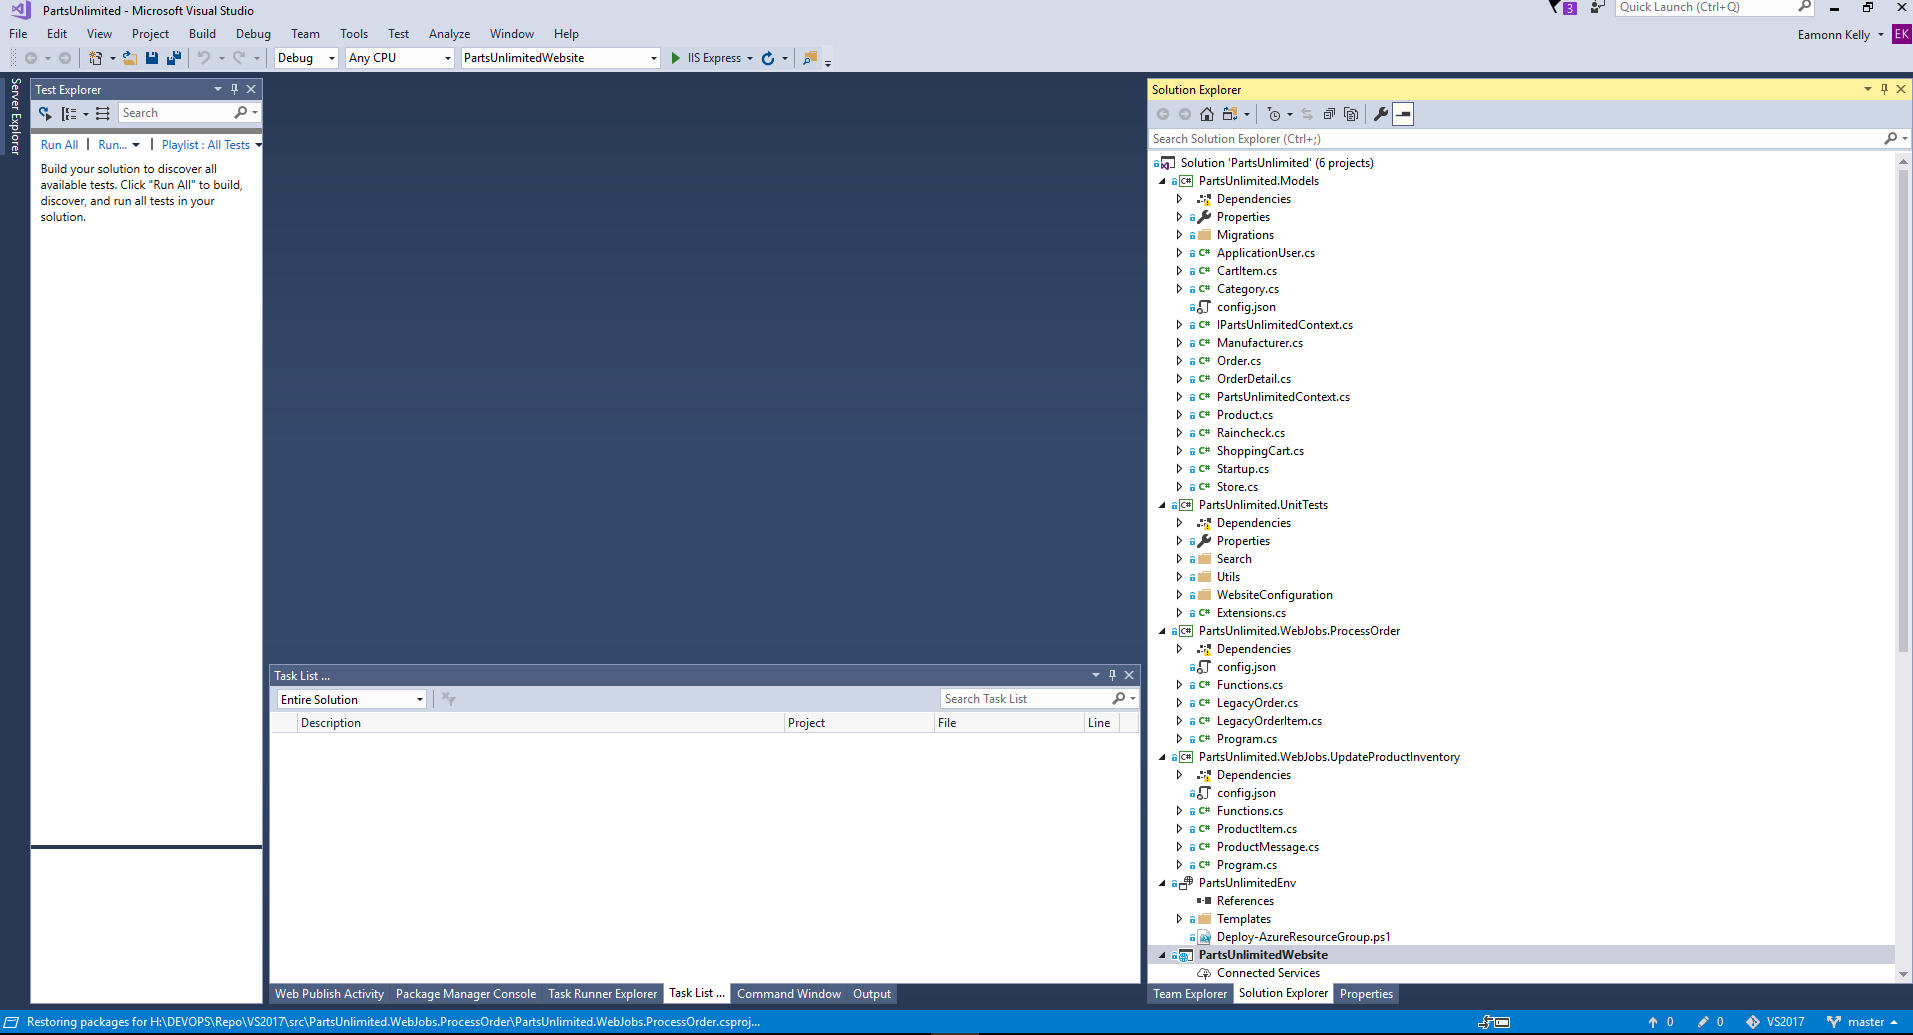 PartsUnlimited - Microsoft Visual Studio
3
Quick Launch (Ctrl+Q)
File Edit View Project Build Debug Team Tools Test Analyze Window Help
Eamonn Kelly EK
Debug Any CPU PartsUnlimitedWebsite IIS Express
Server Explorer
Test Explorer
Search
Run All | Run... | Playlist : All Tests
Build your solution to discover all
available tests. Click "Run All" to build,
discover, and run all tests in your
solution.
Task List ...
Entire Solution
Search Task List
Description Project File Line
Web Publish Activity Package Manager Console Task Runner Explorer Task List ... Command Window Output
Solution Explorer
Search Solution Explorer (Ctrl+;)
Solution 'PartsUnlimited' (6 projects)
C# PartsUnlimited.Models
Dependencies
Properties
Migrations
C# ApplicationUser.cs
C# CartItem.cs
C# Category.cs
config.json
C# IPartsUnlimitedContext.cs
C# Manufacturer.cs
C# Order.cs
C# OrderDetail.cs
C# PartsUnlimitedContext.cs
C# Product.cs
C# Raincheck.cs
C# ShoppingCart.cs
C# Startup.cs
C# Store.cs
C# PartsUnlimited.UnitTests
Dependencies
Properties
Search
Utils
WebsiteConfiguration
C# Extensions.cs
C# PartsUnlimited.WebJobs.ProcessOrder
Dependencies
config.json
C# Functions.cs
C# LegacyOrder.cs
C# LegacyOrderItem.cs
C# Program.cs
C# PartsUnlimited.WebJobs.UpdateProductInventory
Dependencies
config.json
C# Functions.cs
C# ProductItem.cs
C# ProductMessage.cs
C# Program.cs
PartsUnlimitedEnv
References
Templates
Deploy-AzureResourceGroup.ps1
PartsUnlimitedWebsite
Connected Services
Team Explorer Solution Explorer Properties
Restoring packages for H:\DEVOPS\Repo\VS2017\src\PartsUnlimited.WebJobs.ProcessOrder\PartsUnlimited.WebJobs.ProcessOrder.csproj...
0 0 VS2017 master